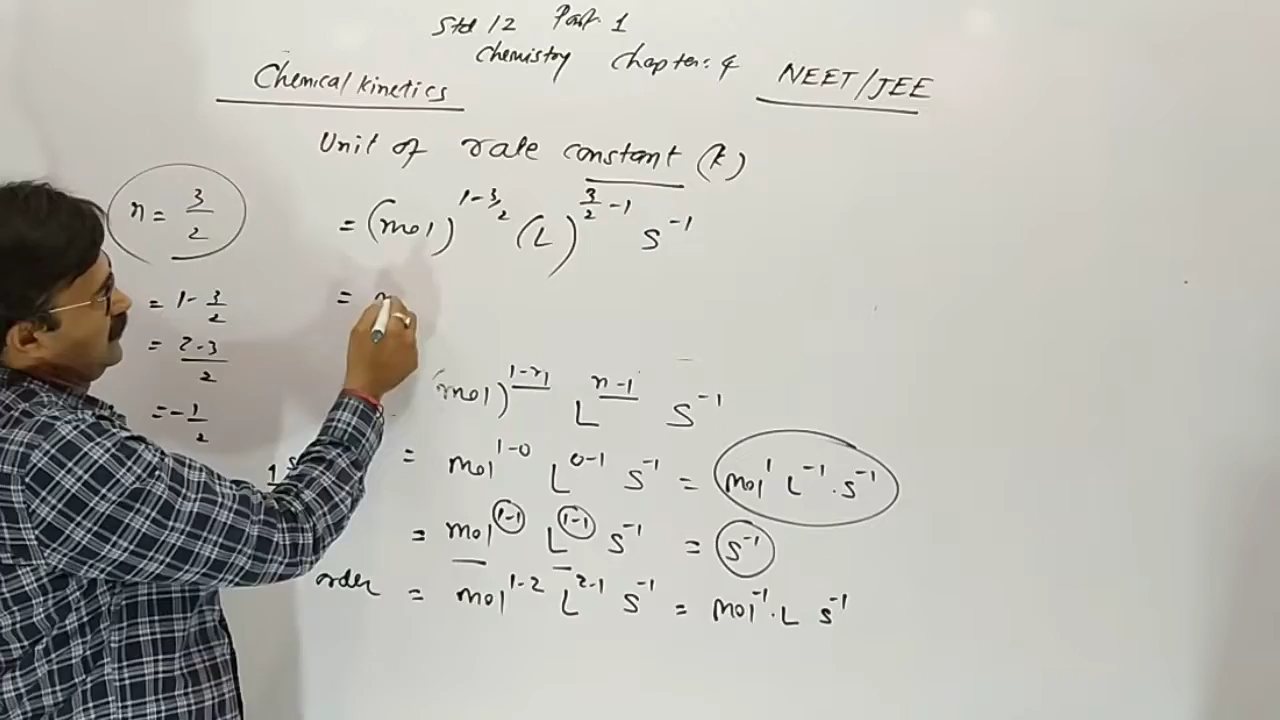 Std 12 Part 1
Chemistry Chapter: 4
Chemical kinetics
NEET/JEE
Unit of rate constant (k)
n = 3/2
= (mol)^1-3/2 (L)^3/2-1 S^-1
= 1-3/2
= 2-3/2
= -1/2
=
mol)^1-n L^n-1 S^-1
= mol^1-0 L^0-1 S^-1 = mol^1 L^-1 . S^-1
1
= mol^1-1 L^1-1 S^-1 = S^-1
order = mol^1-2 L^2-1 S^-1 = mol^-1 . L S^-1